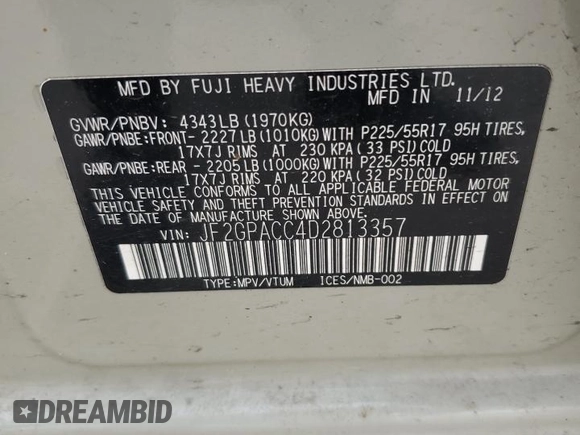 MFD BY FUJI HEAVY INDUSTRIES LTD.
MFD IN 11/12
GVWR/PNBV: 4343LB (1970KG)
GAWR/PNBE:FRONT-2227LB(1010KG)WITH P225/55R17 95H TIRES,
17X7J RIMS AT 230 KPA (33 PSI)COLD
GAWR/PNBE:REAR -2205LB(1000KG)WITH P225/55R17 95H TIRES,
17X7J RIMS AT 220 KPA (32 PSI)COLD
THIS VEHICLE CONFORMS TO ALL APPLICABLE FEDERAL MOTOR
VEHICLE SAFETY AND THEFT PREVENTION STANDARDS IN EFFECT ON
THE DATE OF MANUFACTURE SHOWN ABOVE.
VIN: JF2GPACC4D2813357
TYPE:MPV/VTUM ICES/NMB-002
DREAMBID